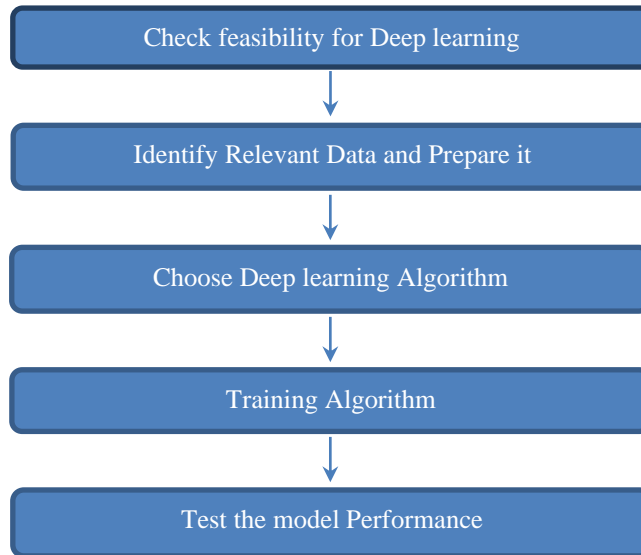 Check feasibility for Deep learning
Identify Relevant Data and Prepare it
Choose Deep learning Algorithm
Training Algorithm
Test the model Performance